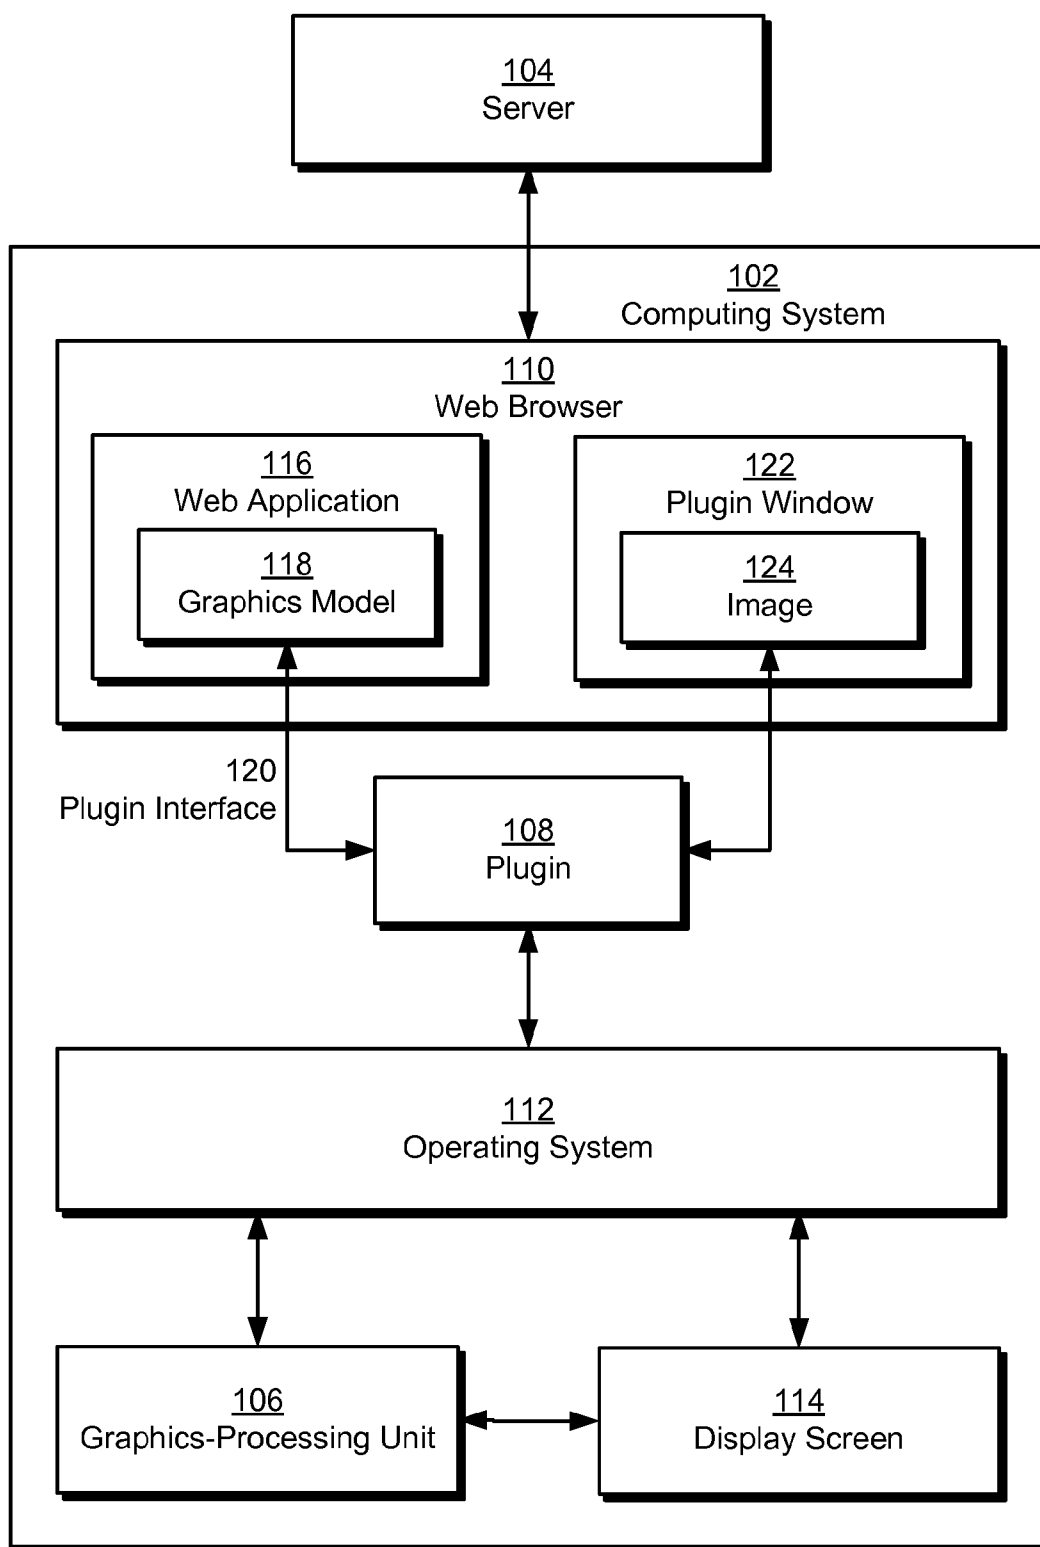 104
Server
102
Computing System
110
Web Browser
116
Web Application
118
Graphics Model
122
Plugin Window
124
Image
120
Plugin Interface
108
Plugin
112
Operating System
106
Graphics-Processing Unit
114
Display Screen